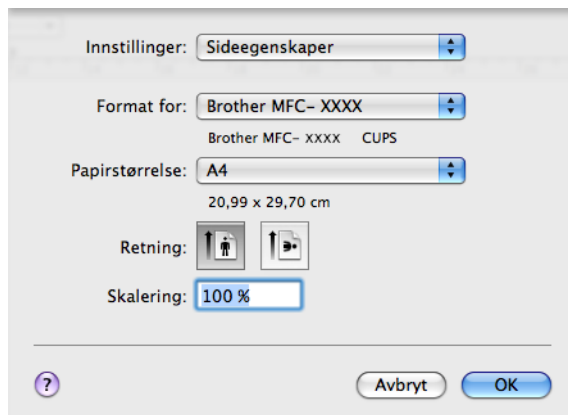 Innstillinger: Sideegenskaper
Format for: Brother MFC- XXXX
Brother MFC- XXXX CUPS
Papirstørrelse: A4
20,99 x 29,70 cm
Retning:
Skalering: 100 %
? Avbryt OK